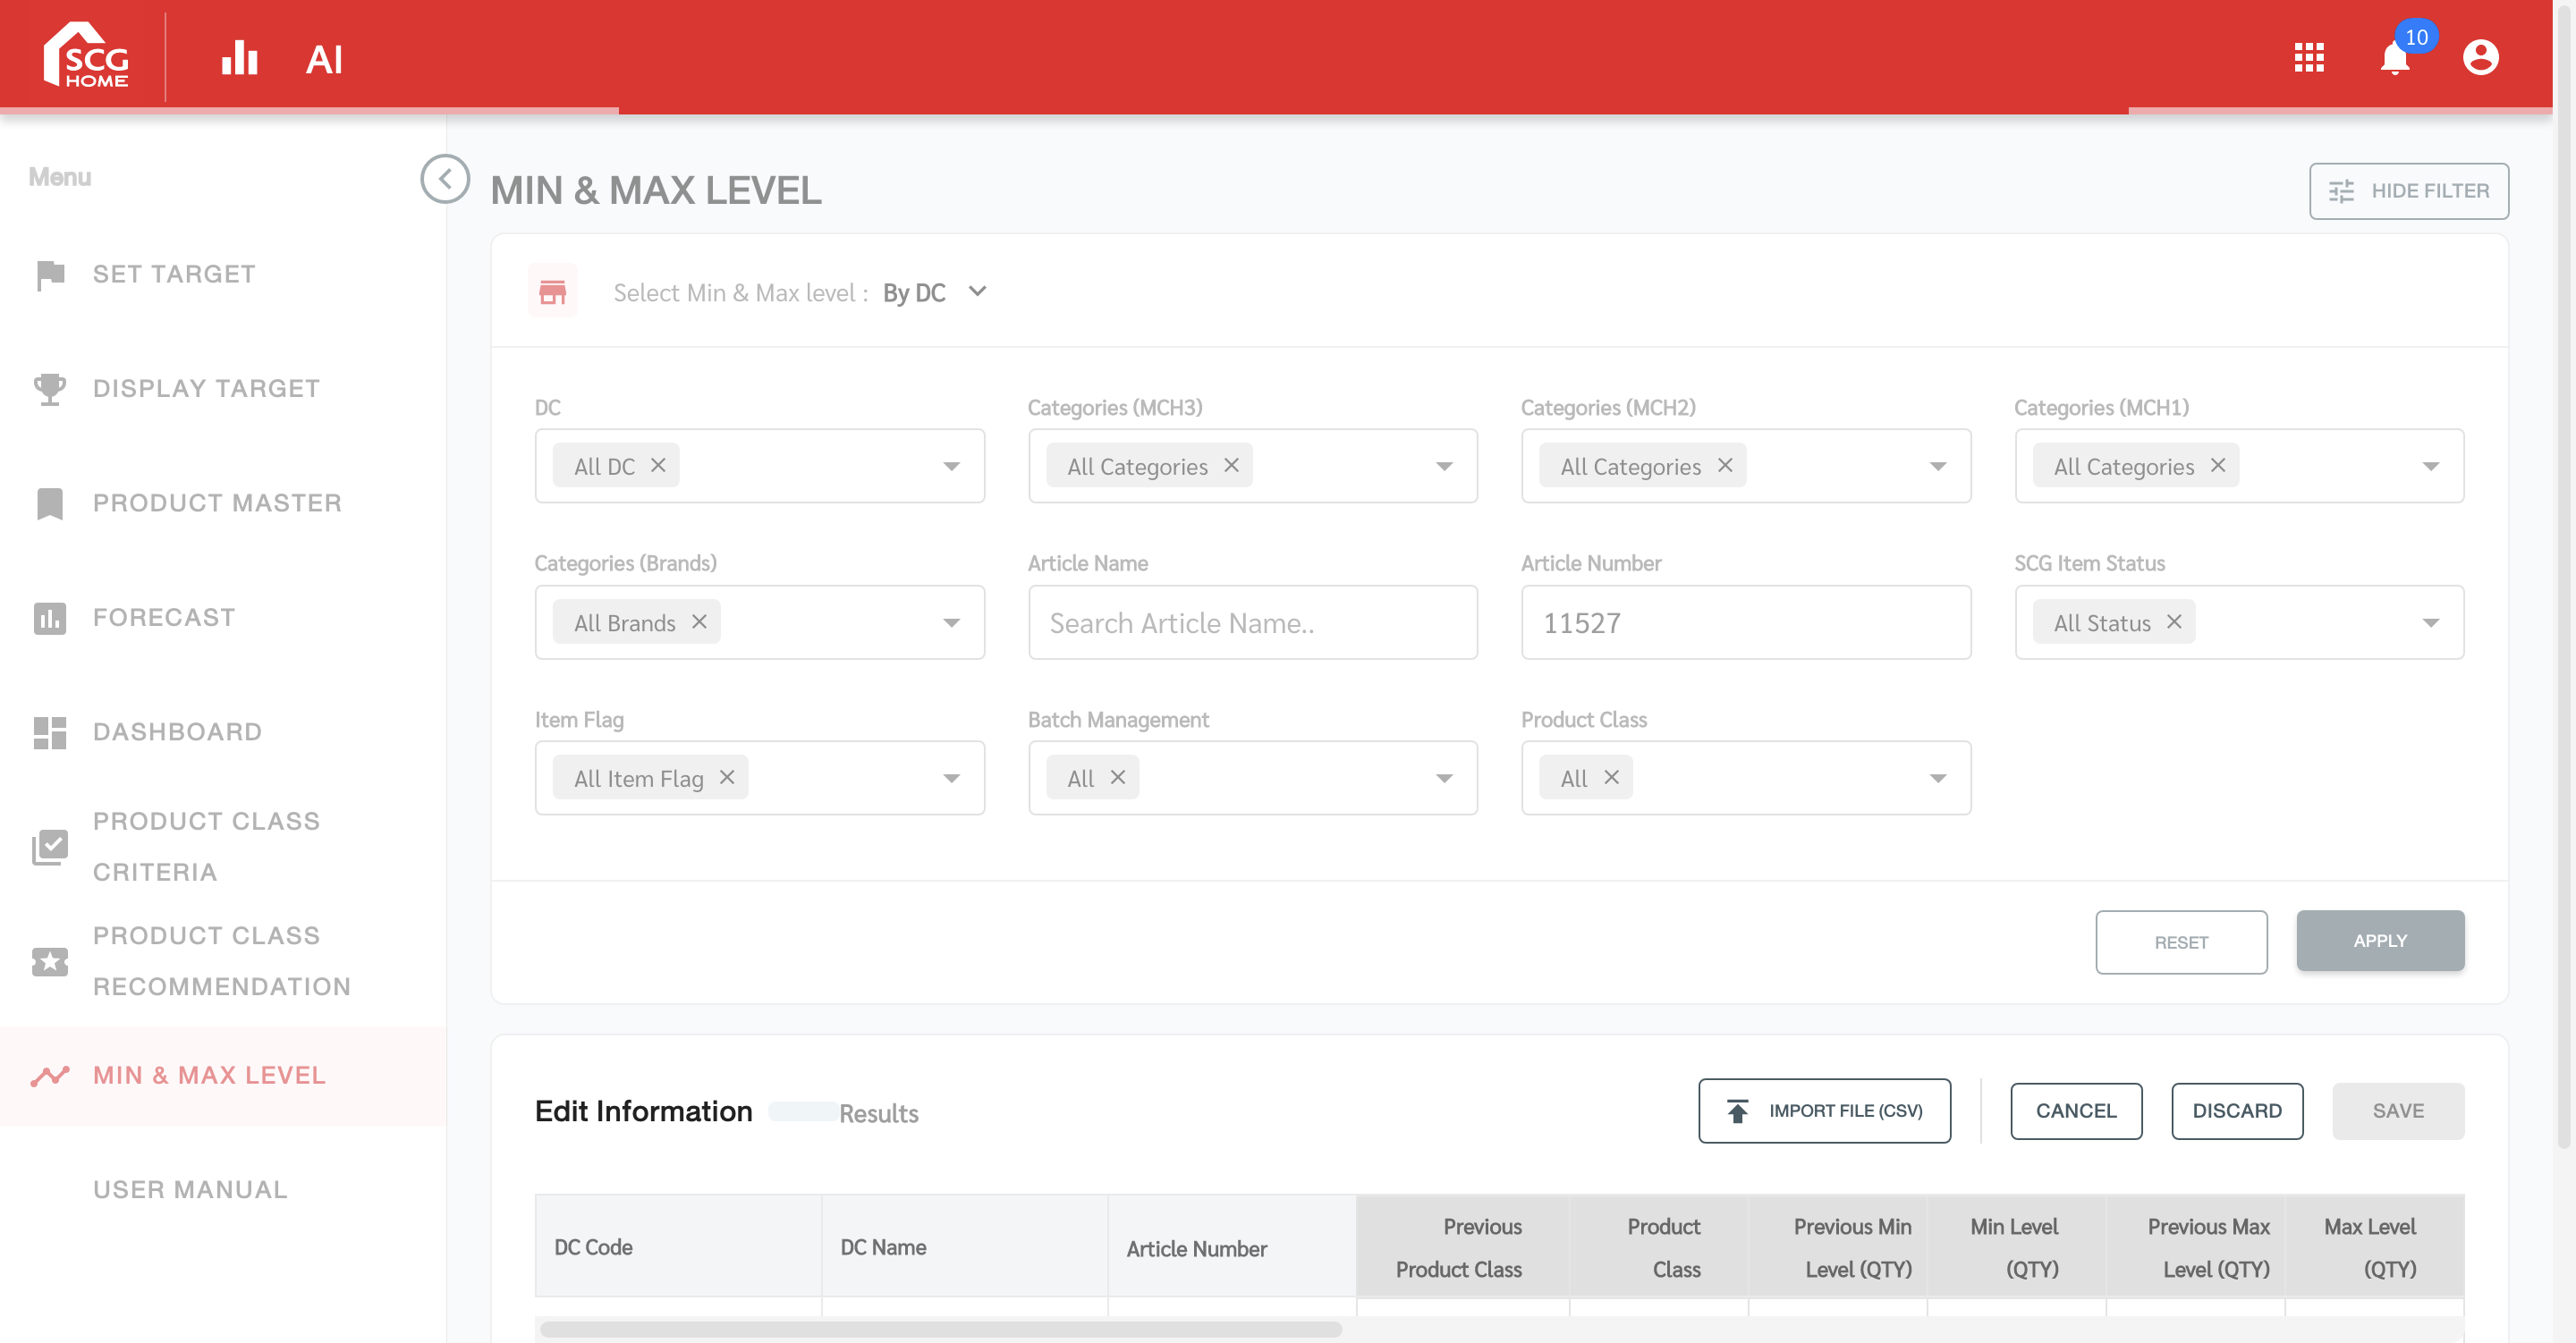 SCG
HOME
AI
10
Menu
SET TARGET
DISPLAY TARGET
PRODUCT MASTER
FORECAST
DASHBOARD
PRODUCT CLASS
CRITERIA
PRODUCT CLASS
RECOMMENDATION
MIN & MAX LEVEL
USER MANUAL
MIN & MAX LEVEL
HIDE FILTER
Select Min & Max level : By DC
DC
Categories (MCH3)
Categories (MCH2)
Categories (MCH1)
All DC
All Categories
All Categories
All Categories
Categories (Brands)
Article Name
Article Number
SCG Item Status
All Brands
Search Article Name..
11527
All Status
Item Flag
Batch Management
Product Class
All Item Flag
All
All
RESET
APPLY
Edit Information
Results
IMPORT FILE (CSV)
CANCEL
DISCARD
SAVE
DC Code
DC Name
Article Number
Previous
Product Class
Product
Class
Previous Min
Level (QTY)
Min Level
(QTY)
Previous Max
Level (QTY)
Max Level
(QTY)